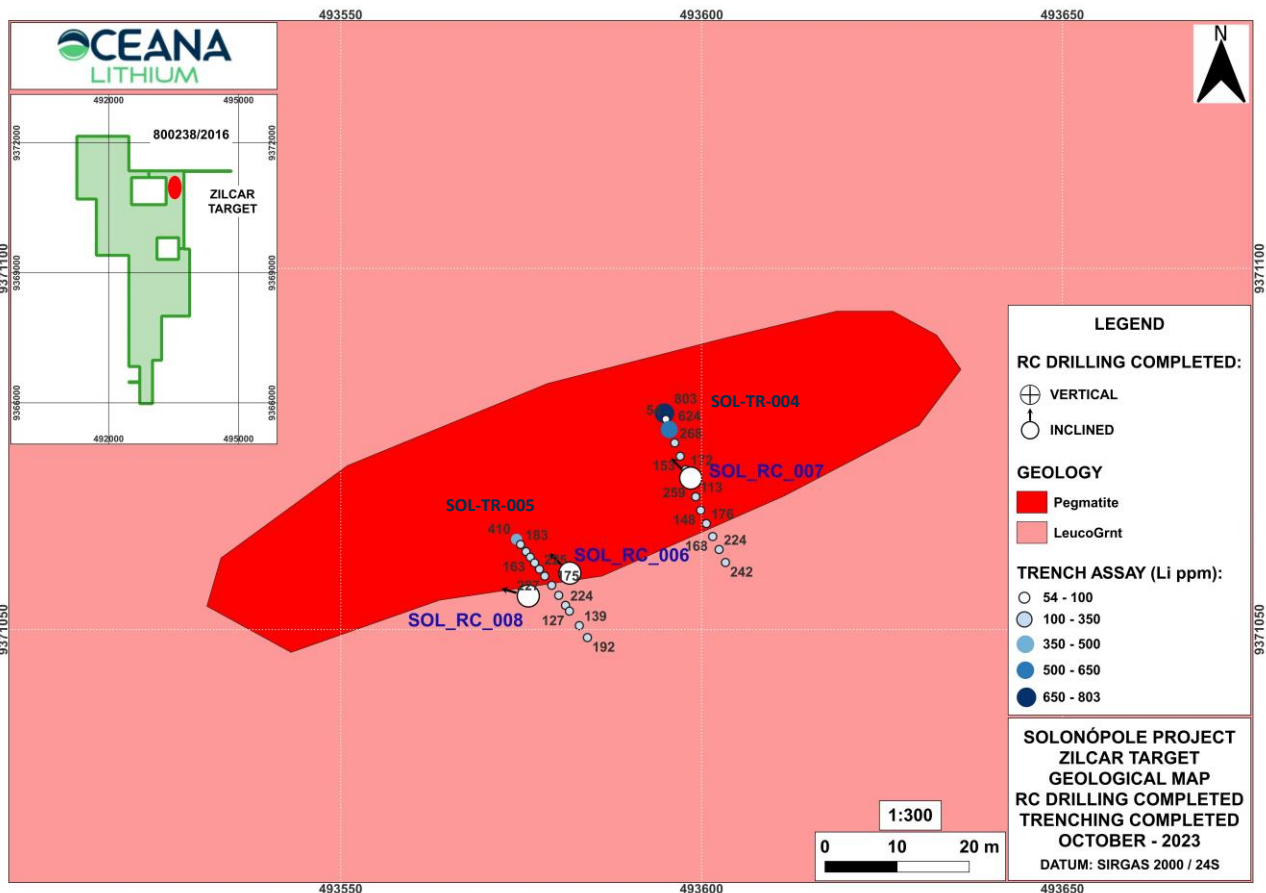 493550
493600
493650
OCEANA
LITHIUM
N
492000
495000
9372000
800238/2016
9372000
ZILCAR
TARGET
9369000
9369000
9366000
9366000
492000
495000
9371100
9371100
803
SOL-TR-004
624
268
172
153
SOL_RC_007
113
259
176
148
224
168
242
SOL-TR-005
410
183
163
SOL_RC_006
175
227
224
SOL_RC_008
127
139
192
9371050
9371050
LEGEND
RC DRILLING COMPLETED:
VERTICAL
INCLINED
GEOLOGY
Pegmatite
LeucoGrnt
TRENCH ASSAY (Li ppm):
54 - 100
100 - 350
350 - 500
500 - 650
650 - 803
SOLONÓPOLE PROJECT
ZILCAR TARGET
GEOLOGICAL MAP
RC DRILLING COMPLETED
TRENCHING COMPLETED
OCTOBER - 2023
DATUM: SIRGAS 2000 / 24S
1:300
0 10 20 m
493550
493600
493650